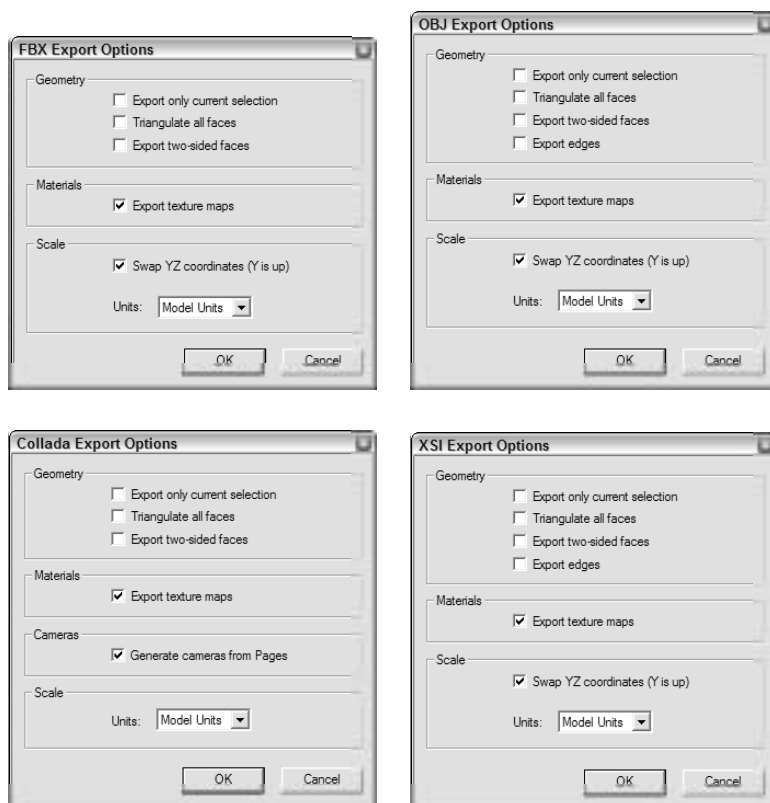 FBX Export Options
Geometry
Export only current selection
Triangulate all faces
Export two-sided faces
Materials
Export texture maps
Scale
Swap YZ coordinates (Y is up)
Units: Model Units
OK Cancel
OBJ Export Options
Geometry
Export only current selection
Triangulate all faces
Export two-sided faces
Export edges
Materials
Export texture maps
Scale
Swap YZ coordinates (Y is up)
Units: Model Units
OK Cancel
Collada Export Options
Geometry
Export only current selection
Triangulate all faces
Export two-sided faces
Materials
Export texture maps
Cameras
Generate cameras from Pages
Scale
Units: Model Units
OK Cancel
XSI Export Options
Geometry
Export only current selection
Triangulate all faces
Export two-sided faces
Export edges
Materials
Export texture maps
Scale
Swap YZ coordinates (Y is up)
Units: Model Units
OK Cancel